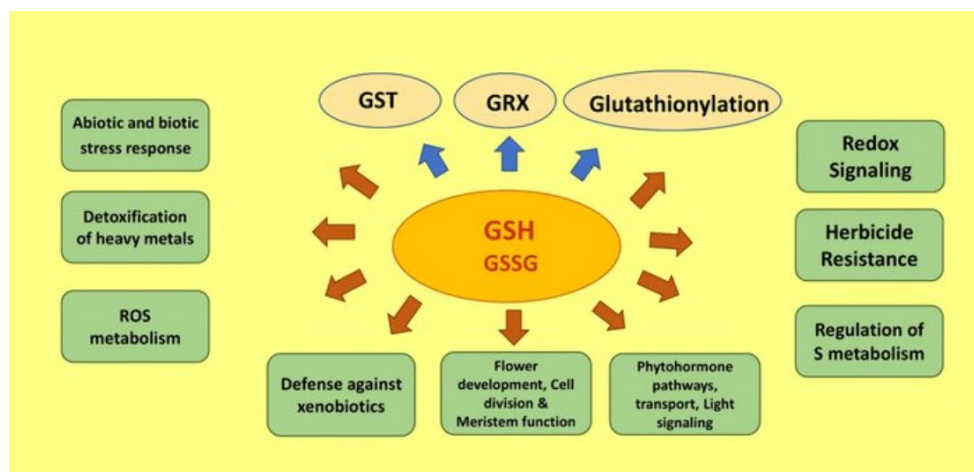 GST
GRX
Glutathionylation
Abiotic and biotic
stress response
Detoxification
of heavy metals
ROS
metabolism
GSH
GSSG
Redox
Signaling
Herbicide
Resistance
Regulation of
S metabolism
Defense against
xenobiotics
Flower
development, Cell
division &
Meristem function
Phytohormone
pathways,
transport, Light
signaling